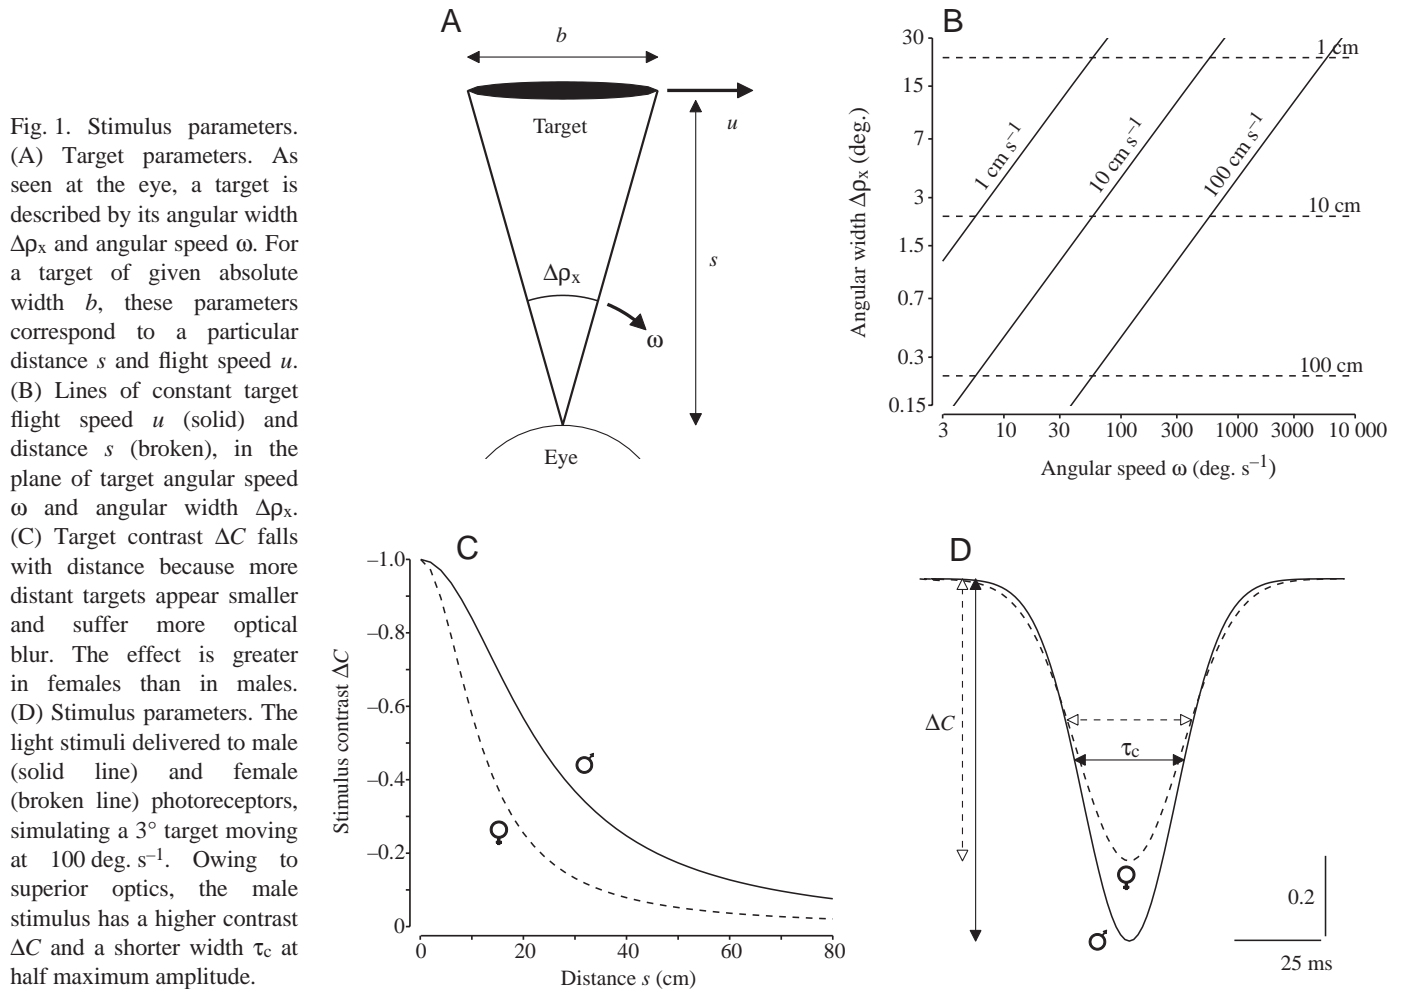 Fig. 1. Stimulus parameters.
(A) Target parameters. As
seen at the eye, a target is
described by its angular width
Δρx and angular speed ω. For
a target of given absolute
width b, these parameters
correspond to a particular
distance s and flight speed u.
(B) Lines of constant target
flight speed u (solid) and
distance s (broken), in the
plane of target angular speed
ω and angular width Δρx.
(C) Target contrast ΔC falls
with distance because more
distant targets appear smaller
and suffer more optical
blur. The effect is greater
in females than in males.
(D) Stimulus parameters. The
light stimuli delivered to male
(solid line) and female
(broken line) photoreceptors,
simulating a 3° target moving
at 100 deg. s–1. Owing to
superior optics, the male
stimulus has a higher contrast
ΔC and a shorter width τc at
half maximum amplitude.
A
b
Target
u
s
Δρx
ω
Eye
B
Angular width Δρx (deg.)
30
15
7
3
1.5
0.7
0.3
0.15
1 cm s–1
10 cm s–1
100 cm s–1
1 cm
10 cm
100 cm
3 10 30 100 300 1000 3000 10 000
Angular speed ω (deg. s–1)
C
Stimulus contrast ΔC
–1.0
–0.8
–0.6
–0.4
–0.2
0
♂
♀
0 20 40 60 80
Distance s (cm)
D
ΔC
τc
♀
♂
0.2
25 ms